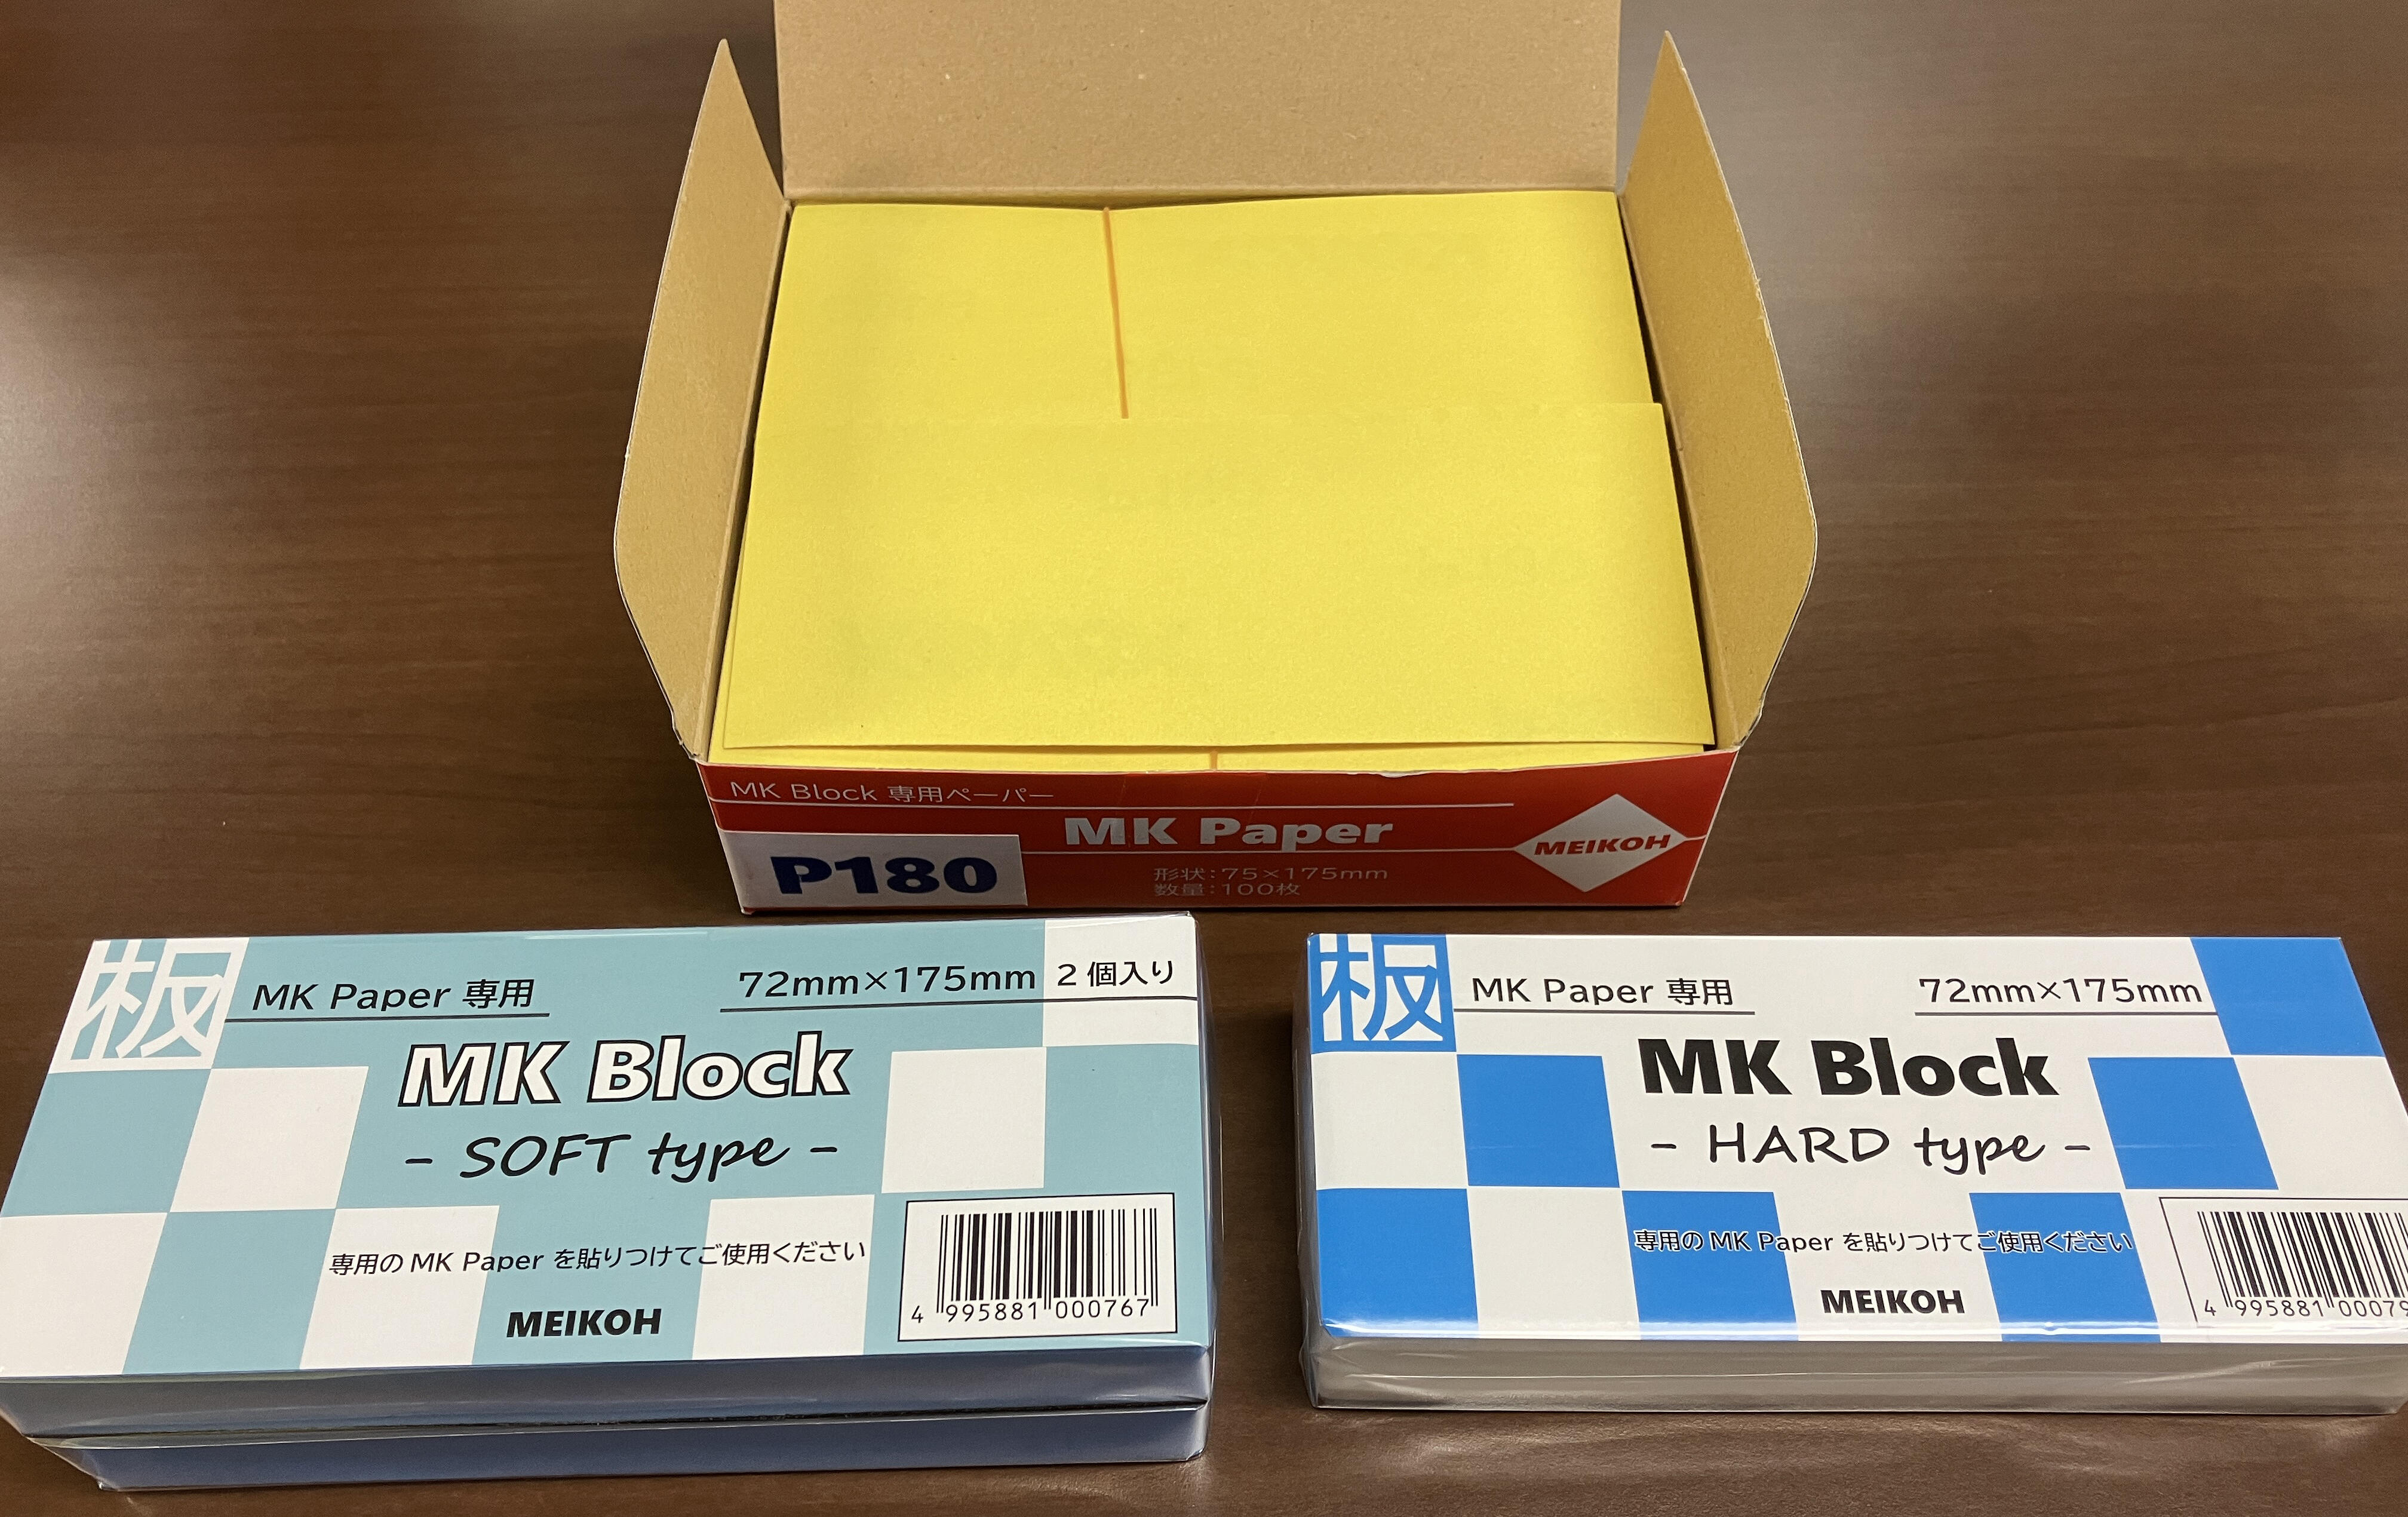 MK Block 専用ペーパー
MK Paper
P180
形状：75×175mm
数量：100枚
MEIKOH
板
MK Paper 専用
72mm×175mm
2 個入り
MK Block
- SOFT type -
専用の MK Paper を貼りつけてご使用ください
MEIKOH
4 995881 000767
板
MK Paper 専用
72mm×175mm
MK Block
- HARD type -
専用の MK Paper を貼りつけてご使用ください
MEIKOH
4 995881 00079